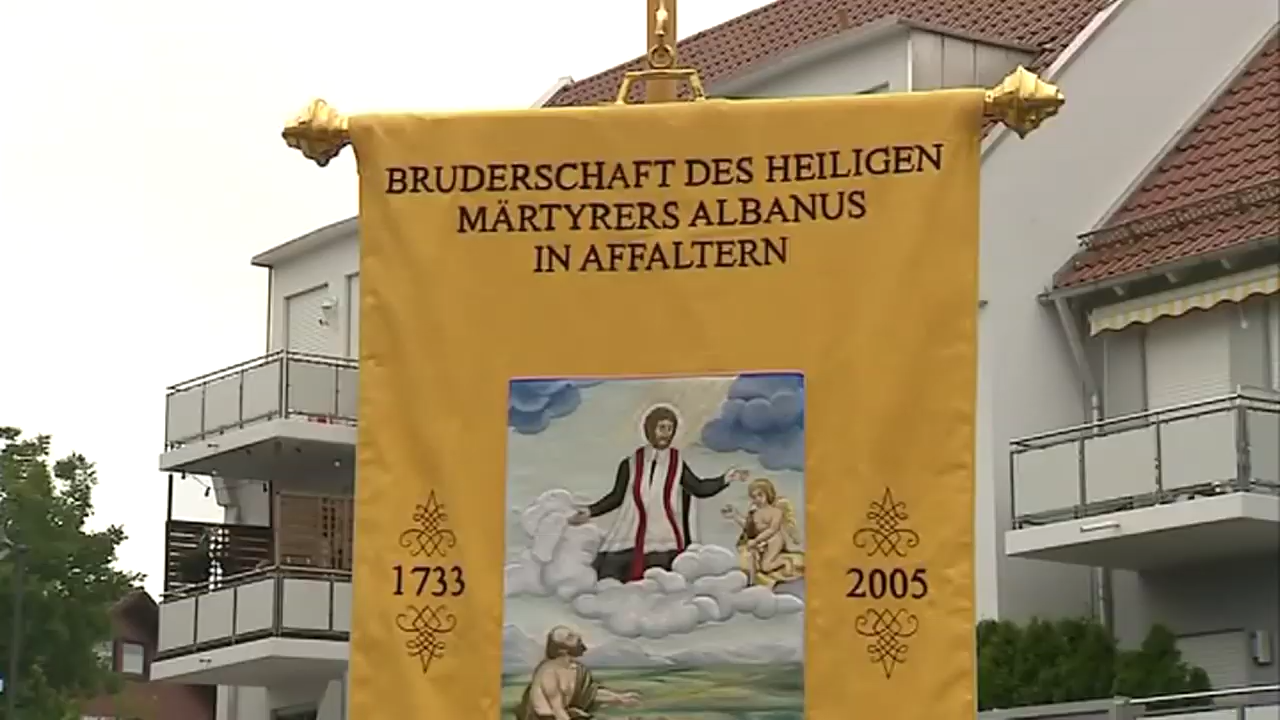 BRUDERSCHAFT DES HEILIGEN
MÄRTYRERS ALBANUS
IN AFFALTERN
1733
2005